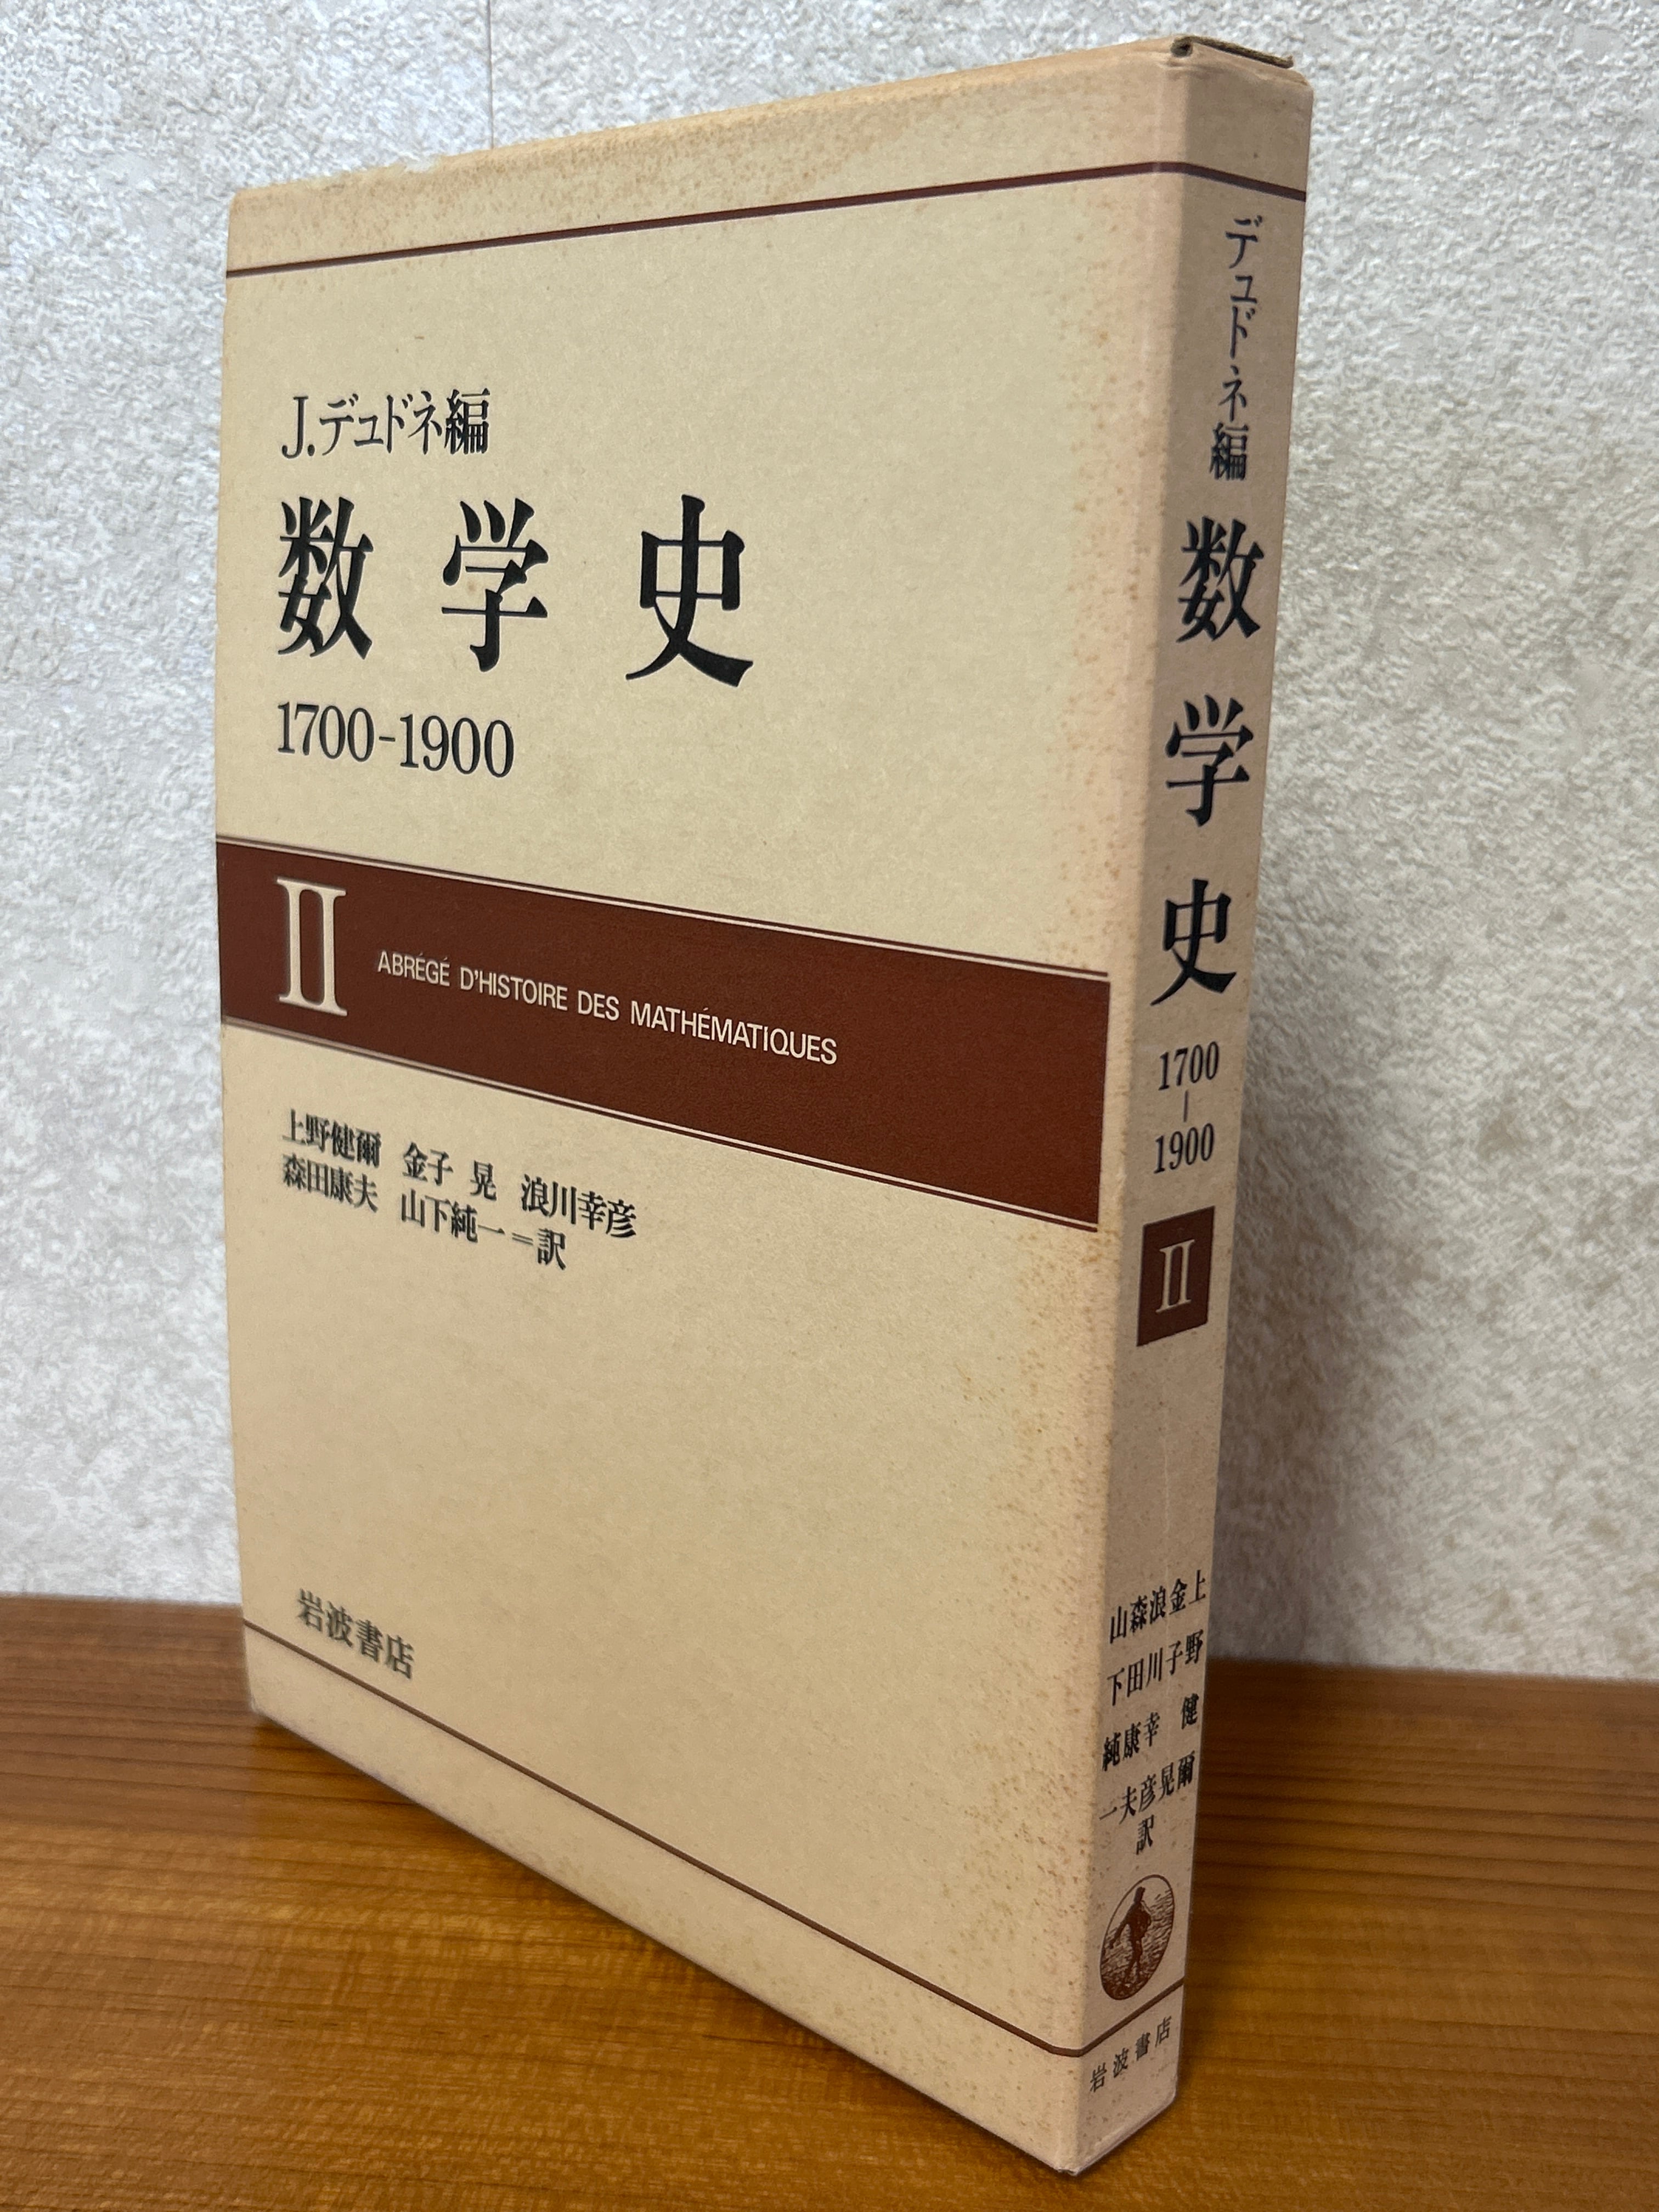 J.デュドネ編
数学史
1700-1900
II
ABRÉGÉ D'HISTOIRE DES MATHÉMATIQUES
上野健爾 金子 晃 浪川幸彦
森田康夫 山下純一＝訳
岩波書店
デュドネ編
数学史
1700
-
1900
II
上野健爾
金子 晃
浪川幸彦
森田康夫
山下純一
訳
岩波書店